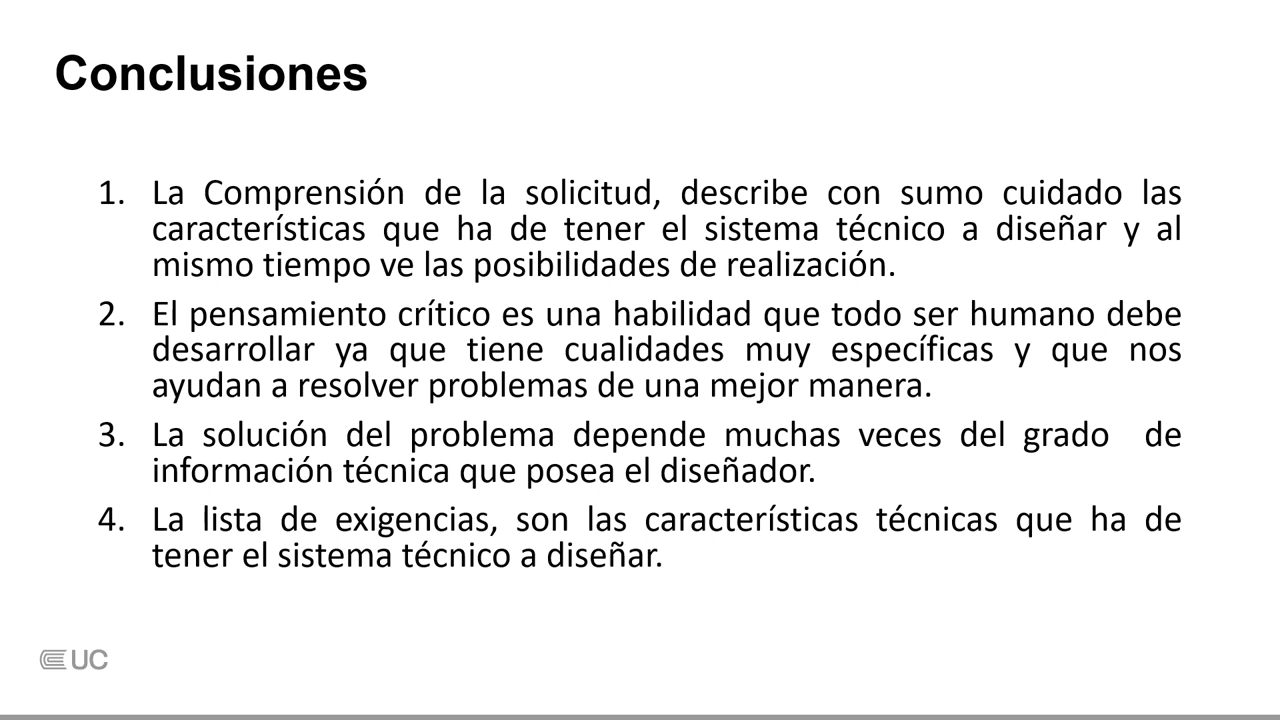 Conclusiones
1. La Comprensión de la solicitud, describe con sumo cuidado las
características que ha de tener el sistema técnico a diseñar y al
mismo tiempo ve las posibilidades de realización.
2. El pensamiento crítico es una habilidad que todo ser humano debe
desarrollar ya que tiene cualidades muy específicas y que nos
ayudan a resolver problemas de una mejor manera.
3. La solución del problema depende muchas veces del grado de
información técnica que posea el diseñador.
4. La lista de exigencias, son las características técnicas que ha de
tener el sistema técnico a diseñar.
UC